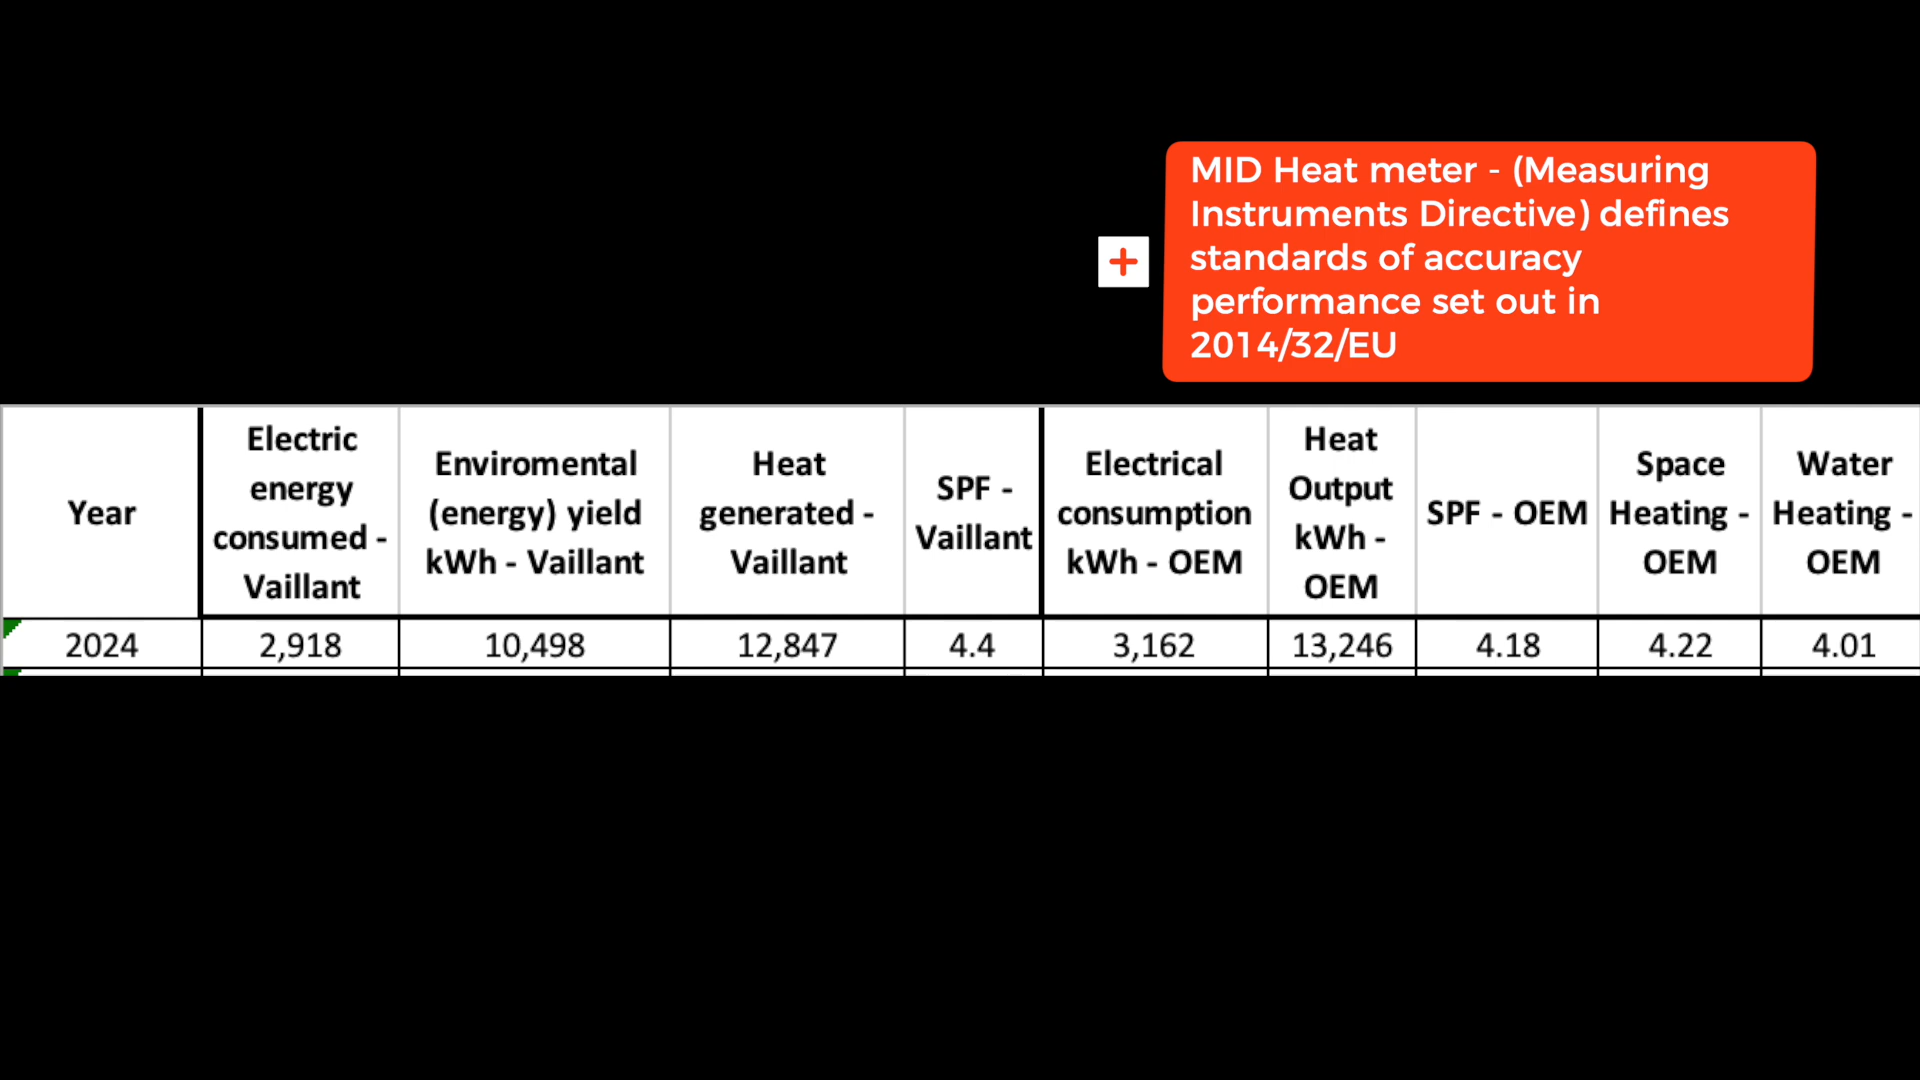 MID Heat meter - (Measuring
Instruments Directive) defines
standards of accuracy
performance set out in
2014/32/EU
+
Year
Electric
energy
consumed -
Vaillant
Enviromental
(energy) yield
kWh - Vaillant
Heat
generated -
Vaillant
SPF -
Vaillant
Electrical
consumption
kWh - OEM
Heat
Output
kWh -
OEM
SPF - OEM
Space
Heating -
OEM
Water
Heating -
OEM
2024 2,918 10,498 12,847 4.4 3,162 13,246 4.18 4.22 4.01